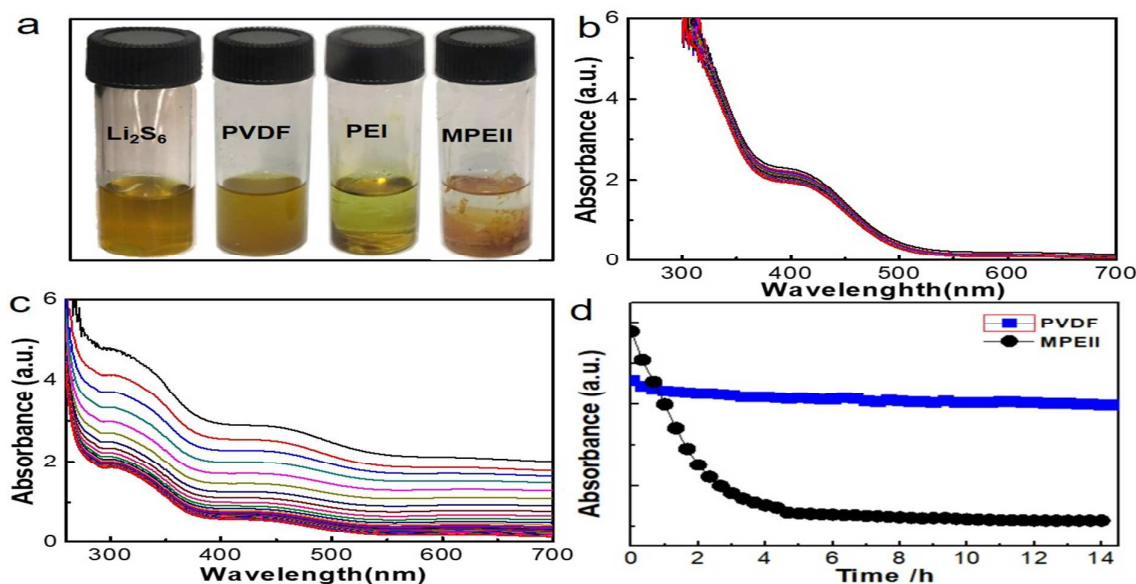 a
Li₂S₆ PVDF PEI MPEII
b
6
4
2
0
Absorbance (a.u.)
300 400 500 600 700
Wavelenghth(nm)
c
6
4
2
0
Absorbance (a.u.)
300 400 500 600 700
Wavelength(nm)
d
PVDF
MPEII
Absorbance (a.u.)
0 2 4 6 8 10 12 14
Time /h